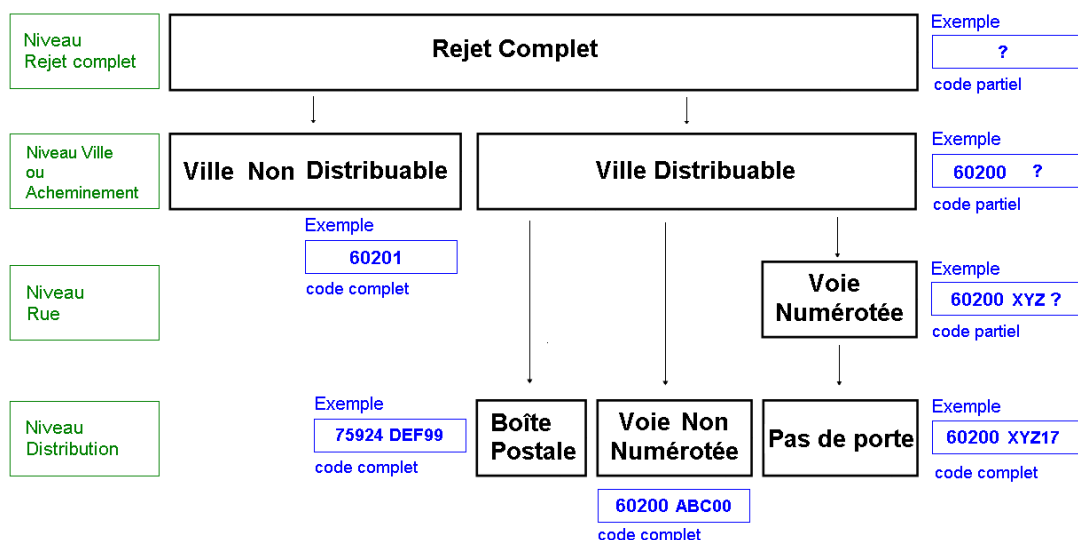 Niveau
Rejet complet
Rejet Complet
Exemple
?
code partiel
Niveau Ville
ou
Acheminement
Ville Non Distribuable
Ville Distribuable
Exemple
60200 ?
code partiel
Exemple
60201
code complet
Niveau
Rue
Voie
Numérotée
Exemple
60200 XYZ ?
code partiel
Niveau
Distribution
Exemple
75924 DEF99
code complet
Boîte
Postale
Voie Non
Numérotée
Pas de porte
Exemple
60200 XYZ17
code complet
60200 ABC00
code complet